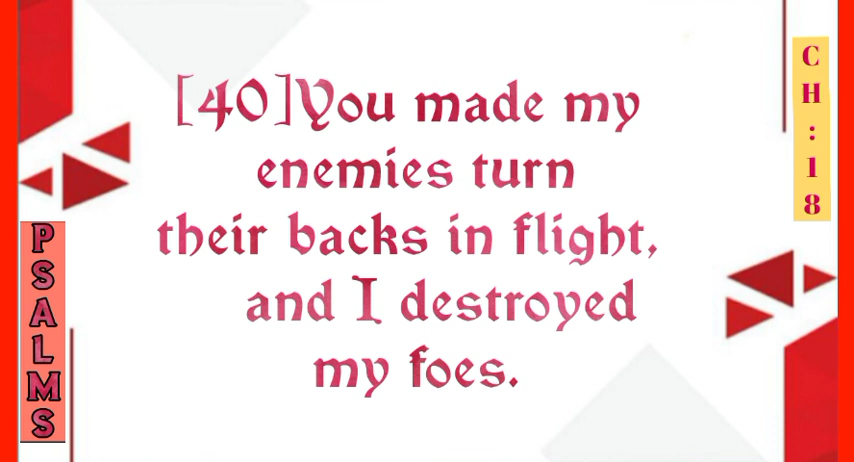 [40]You made my
enemies turn
their backs in flight,
and I destroyed
my foes.
PSALMS
CH:18